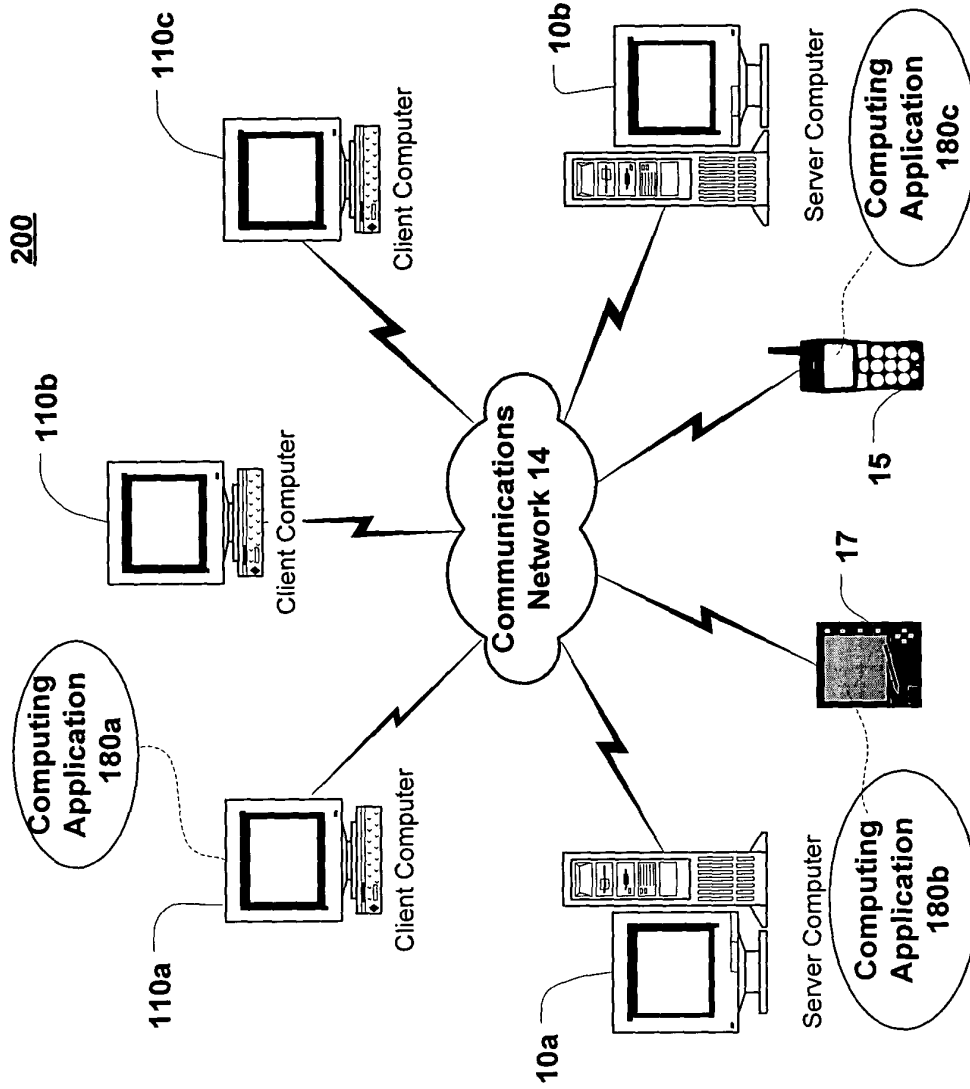 200
110a
Computing
Application
180a
Client Computer
110b
Client Computer
110c
Client Computer
Communications
Network 14
10a
Server Computer
Computing
Application
180b
17
15
10b
Server Computer
Computing
Application
180c